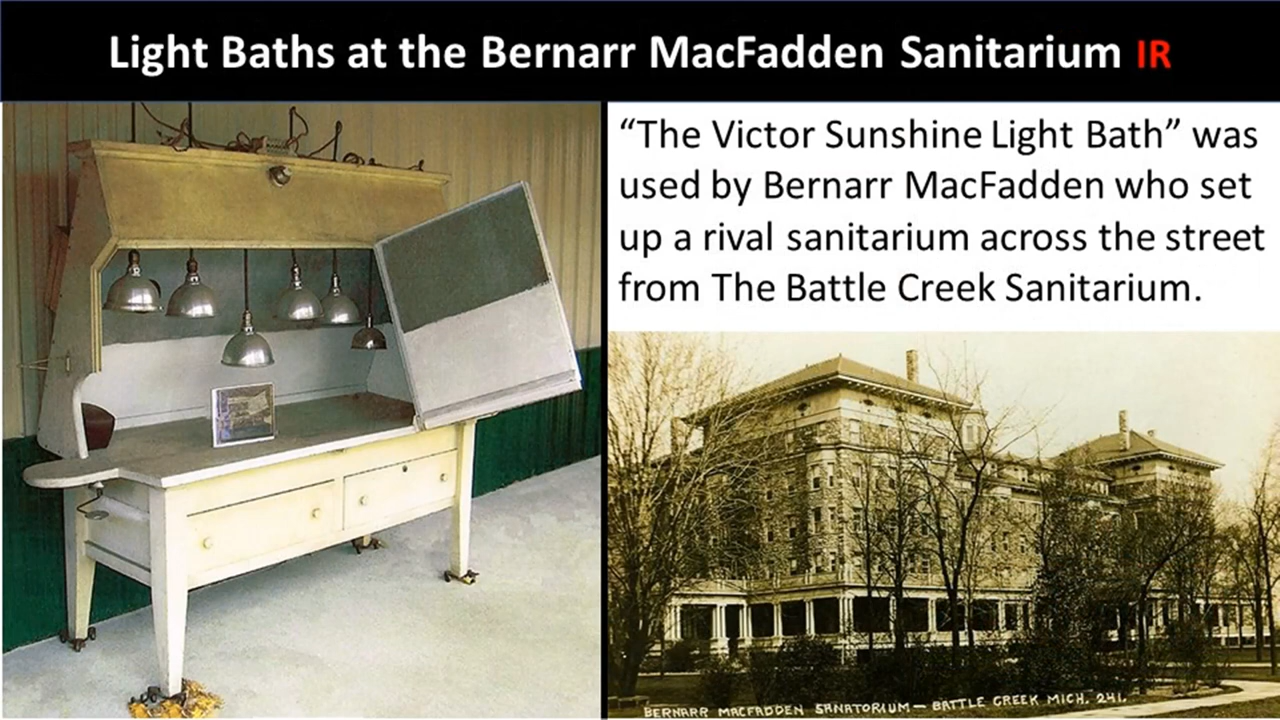 Light Baths at the Bernarr MacFadden Sanitarium IR
“The Victor Sunshine Light Bath” was
used by Bernarr MacFadden who set
up a rival sanitarium across the street
from The Battle Creek Sanitarium.
BERNARR MACFADDEN SANATORIUM — BATTLE CREEK MICH. 241.